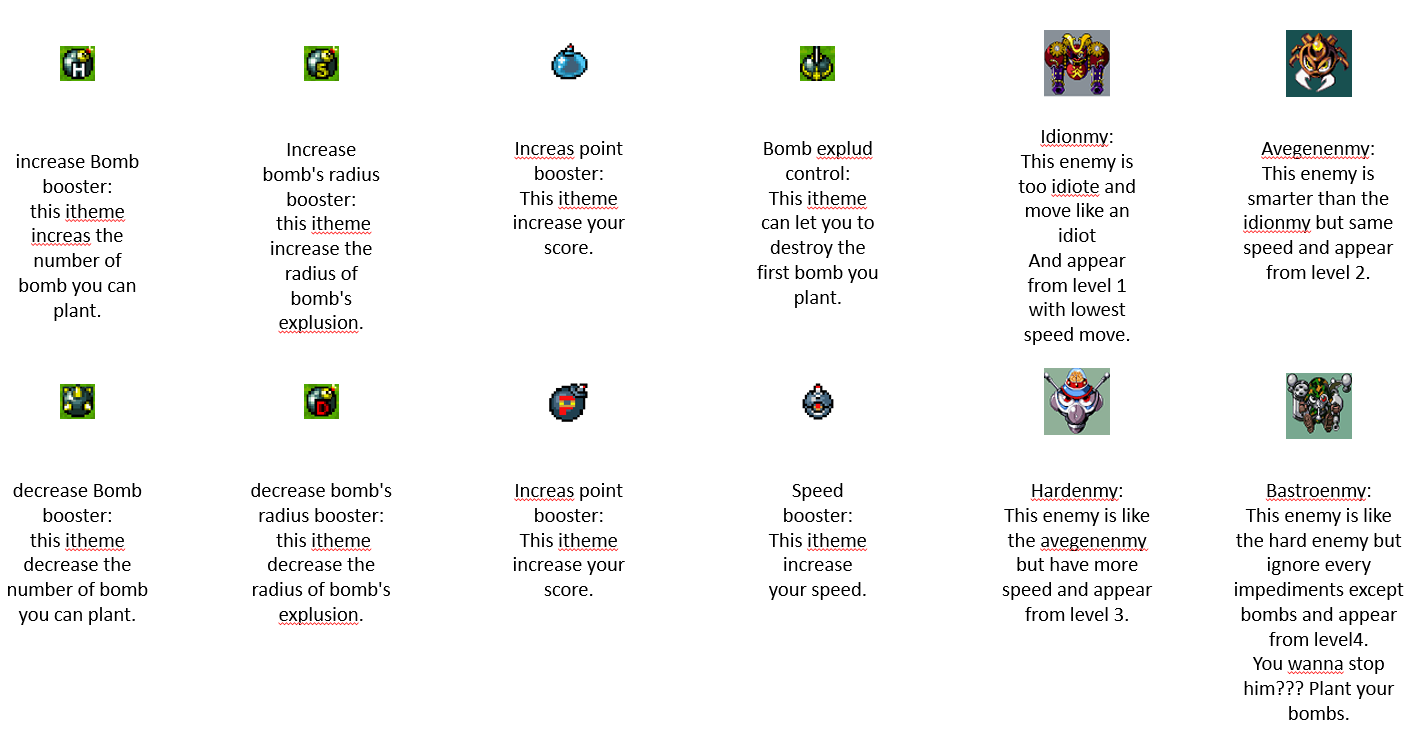 H
S
increase Bomb
booster:
this itheme
increas the
number of
bomb you can
plant.
Increase
bomb's radius
booster:
this itheme
increase the
radius of
bomb's
explusion.
Increas point
booster:
This itheme
increase your
score.
Bomb explud
control:
This itheme
can let you to
destroy the
first bomb you
plant.
Idionmy:
This enemy is
too idiote and
move like an
idiot
And appear
from level 1
with lowest
speed move.
Avegenenmy:
This enemy is
smarter than the
idionmy but same
speed and appear
from level 2.
D
P
decrease Bomb
booster:
this itheme
decrease the
number of bomb
you can plant.
decrease bomb's
radius booster:
this itheme
decrease the
radius of bomb's
explusion.
Increas point
booster:
This itheme
increase your
score.
Speed
booster:
This itheme
increase
your speed.
Hardenmy:
This enemy is like
the avegenenmy
but have more
speed and appear
from level 3.
Bastroenmy:
This enemy is like
the hard enemy but
ignore every
impediments except
bombs and appear
from level4.
You wanna stop
him??? Plant your
bombs.